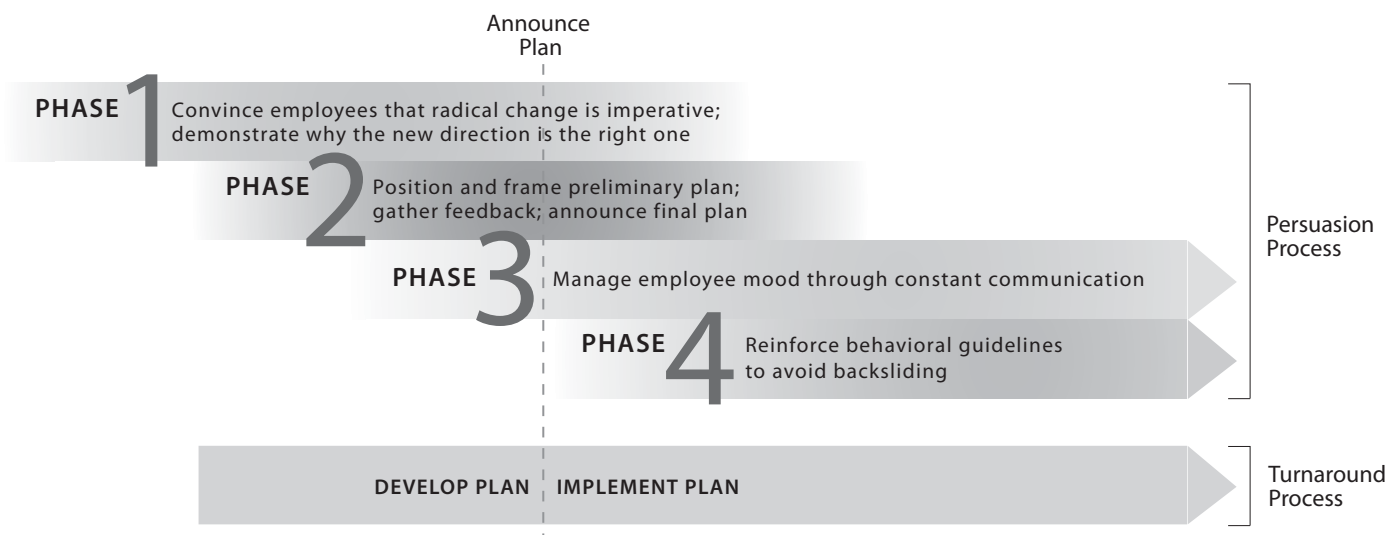 Announce
Plan
PHASE 1 Convince employees that radical change is imperative;
demonstrate why the new direction is the right one
PHASE 2 Position and frame preliminary plan;
gather feedback; announce final plan
PHASE 3 Manage employee mood through constant communication
PHASE 4 Reinforce behavioral guidelines
to avoid backsliding
Persuasion
Process
DEVELOP PLAN IMPLEMENT PLAN
Turnaround
Process